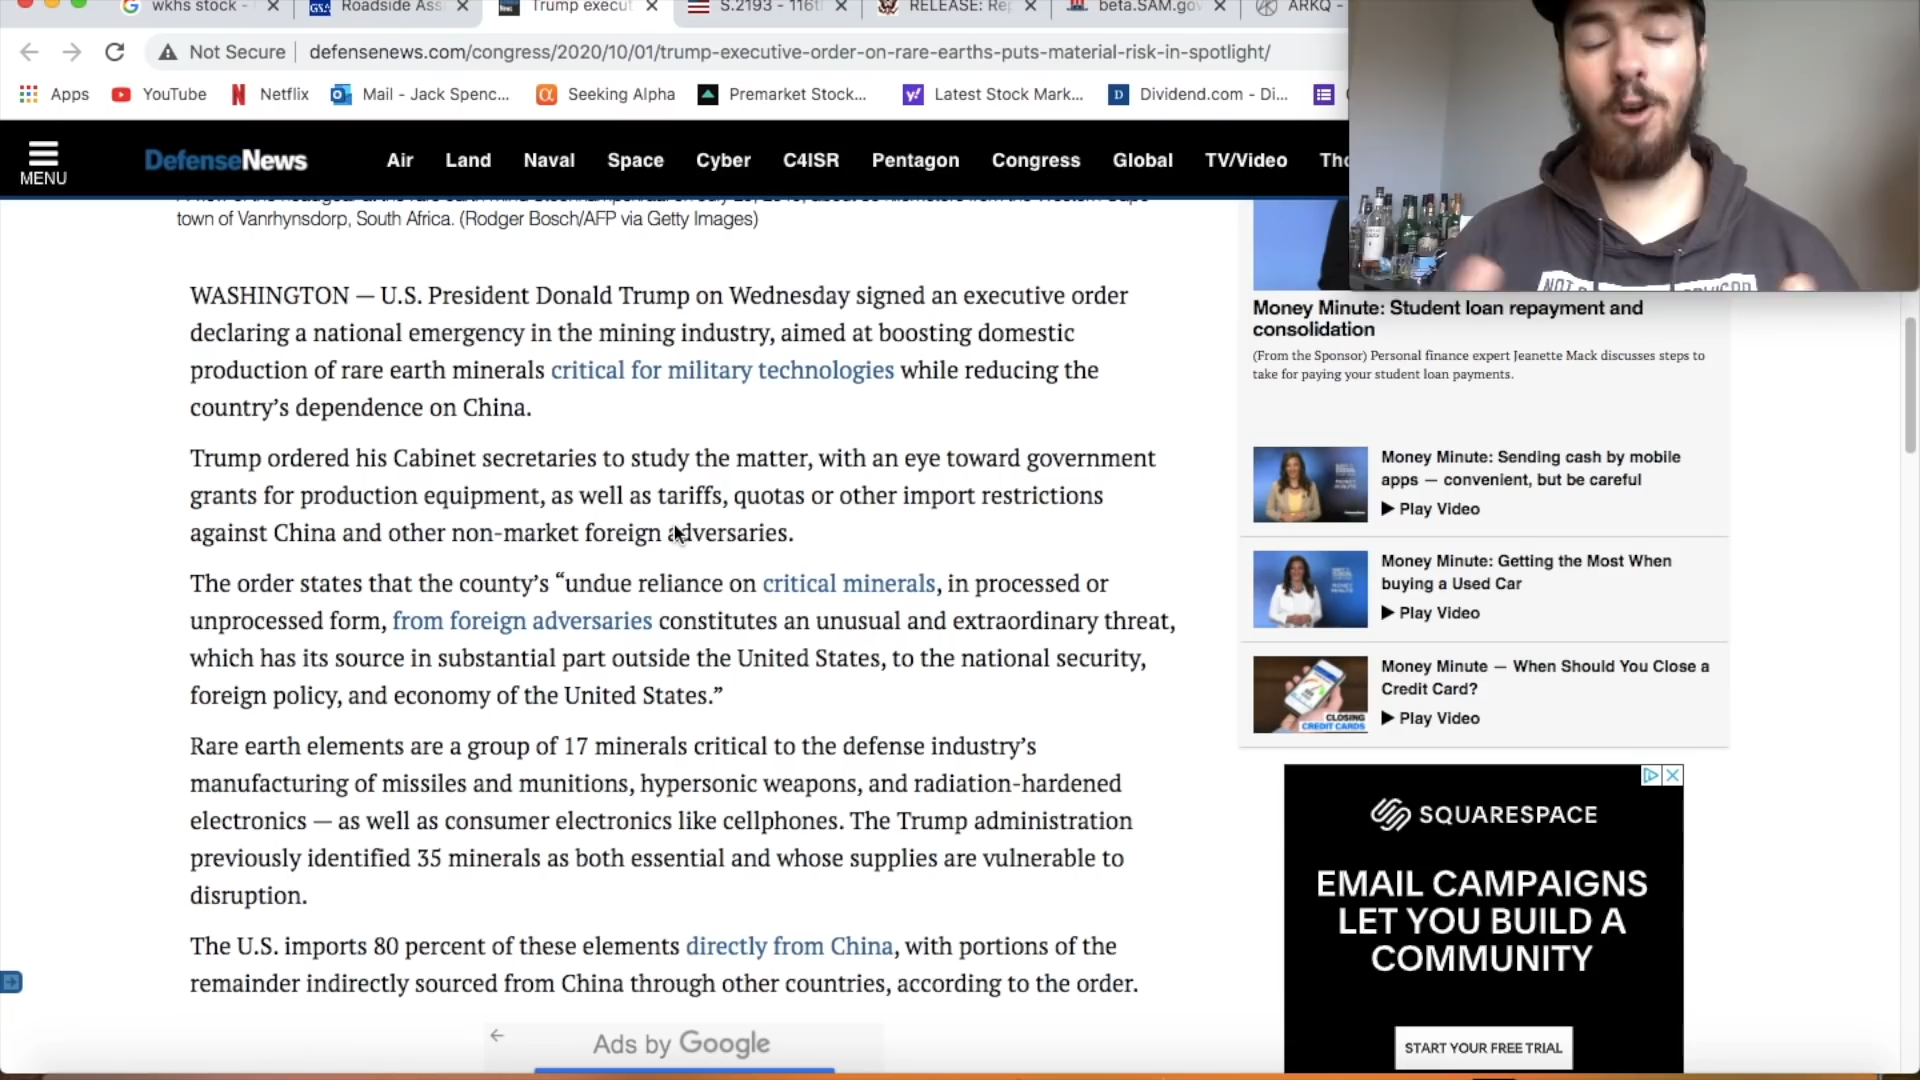 wkhs stock -
Roadside Ass
Trump execut
S.2193 - 116t
RELEASE: Rep
beta.SAM.gov
ARKQ -
Not Secure
defensenews.com/congress/2020/10/01/trump-executive-order-on-rare-earths-puts-material-risk-in-spotlight/
Apps
YouTube
Netflix
Mail - Jack Spenc...
Seeking Alpha
Premarket Stock...
Latest Stock Mark...
Dividend.com - Di...
MENU
DefenseNews
Air
Land
Naval
Space
Cyber
C4ISR
Pentagon
Congress
Global
TV/Video
Tho
town of Vanrhynsdorp, South Africa. (Rodger Bosch/AFP via Getty Images)
WASHINGTON — U.S. President Donald Trump on Wednesday signed an executive order
declaring a national emergency in the mining industry, aimed at boosting domestic
production of rare earth minerals critical for military technologies while reducing the
country's dependence on China.
Trump ordered his Cabinet secretaries to study the matter, with an eye toward government
grants for production equipment, as well as tariffs, quotas or other import restrictions
against China and other non-market foreign adversaries.
The order states that the county's “undue reliance on critical minerals, in processed or
unprocessed form, from foreign adversaries constitutes an unusual and extraordinary threat,
which has its source in substantial part outside the United States, to the national security,
foreign policy, and economy of the United States.”
Rare earth elements are a group of 17 minerals critical to the defense industry's
manufacturing of missiles and munitions, hypersonic weapons, and radiation-hardened
electronics — as well as consumer electronics like cellphones. The Trump administration
previously identified 35 minerals as both essential and whose supplies are vulnerable to
disruption.
The U.S. imports 80 percent of these elements directly from China, with portions of the
remainder indirectly sourced from China through other countries, according to the order.
Ads by Google
Money Minute: Student loan repayment and
consolidation
(From the Sponsor) Personal finance expert Jeanette Mack discusses steps to
take for paying your student loan payments.
Money Minute: Sending cash by mobile
apps — convenient, but be careful
Play Video
Money Minute: Getting the Most When
buying a Used Car
Play Video
Money Minute — When Should You Close a
Credit Card?
Play Video
CLOSING
CREDIT CARDS
SQUARESPACE
EMAIL CAMPAIGNS
LET YOU BUILD A
COMMUNITY
START YOUR FREE TRIAL